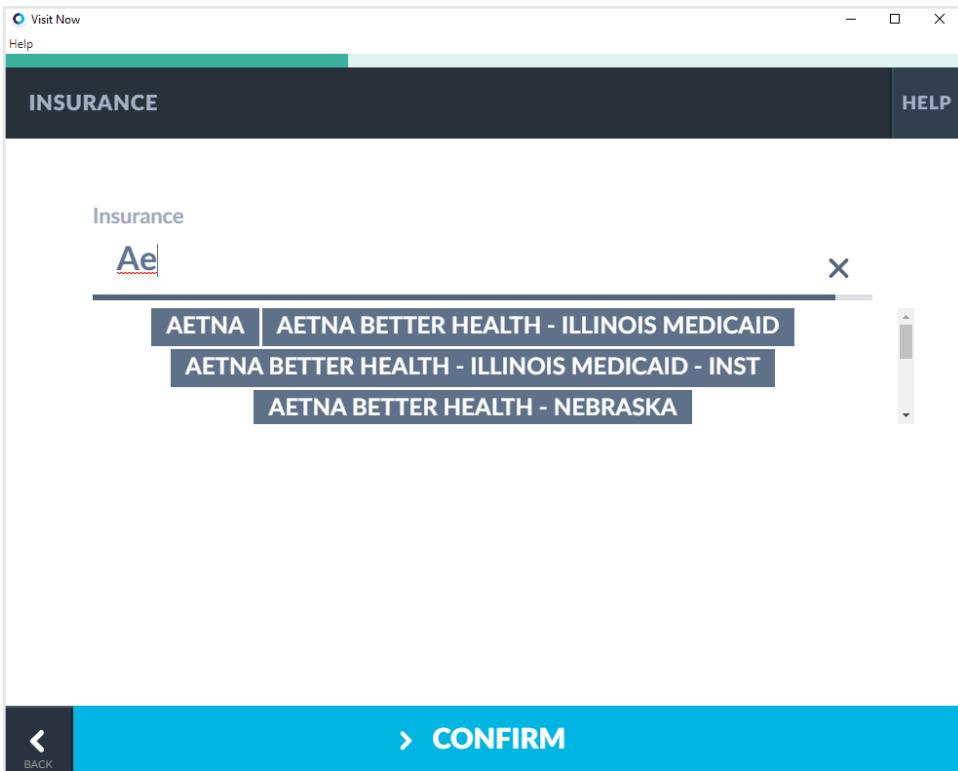 Visit Now
Help
INSURANCE
HELP
Insurance
Ae
AETNA AETNA BETTER HEALTH - ILLINOIS MEDICAID
AETNA BETTER HEALTH - ILLINOIS MEDICAID - INST
AETNA BETTER HEALTH - NEBRASKA
BACK
CONFIRM